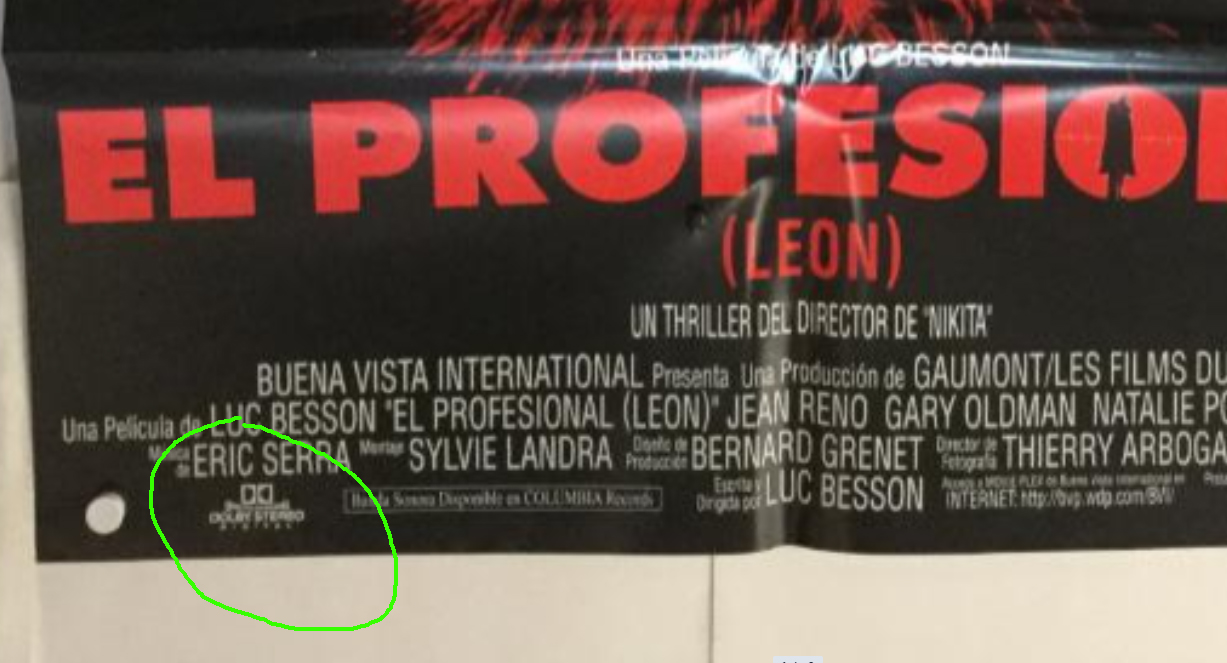 Una Película de LUC BESSON
EL PROFESIO
(LEON)
UN THRILLER DEL DIRECTOR DE "NIKITA"
BUENA VISTA INTERNATIONAL Presenta Una Producción de GAUMONT/LES FILMS DU
Una Película de LUC BESSON "EL PROFESIONAL (LEON)" JEAN RENO GARY OLDMAN NATALIE PO
Música de ERIC SERRA Montaje SYLVIE LANDRA Diseño de Producción BERNARD GRENET Director de Fotografía THIERRY ARBOGA
DOLBY STEREO
DIGITAL
Banda Sonora Disponible en COLUMBIA Records
Escrita y Dirigida por LUC BESSON
INTERNET: http://bvp.wdp.com/BVI/